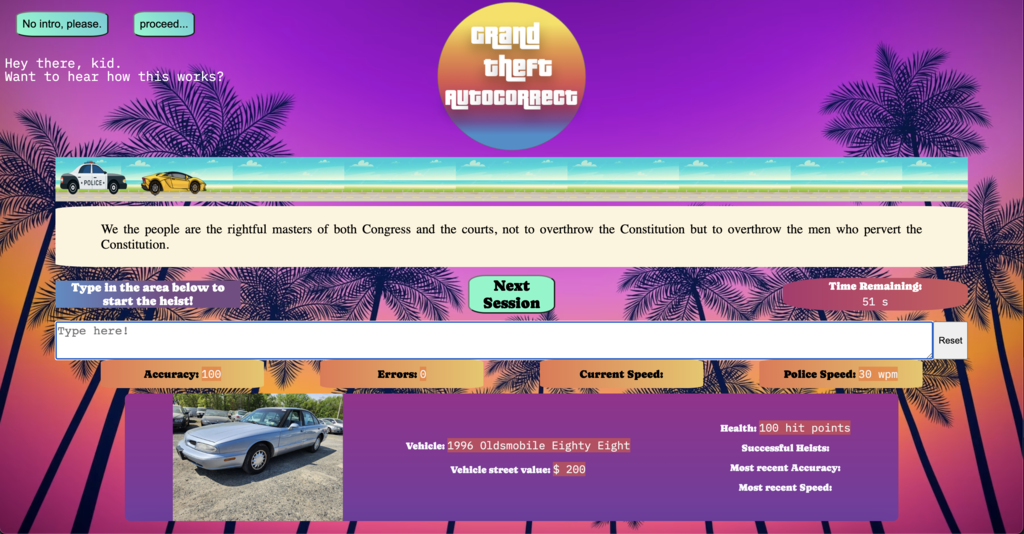 No intro, please.
proceed...
Hey there, kid.
Want to hear how this works?
Grand
Theft
Autocorrect
POLICE
We the people are the rightful masters of both Congress and the courts, not to overthrow the Constitution but to overthrow the men who pervert the
Constitution.
Type in the area below to
start the heist!
Next
Session
Time Remaining:
51 s
Type here!
Reset
Accuracy: 100
Errors: 0
Current Speed:
Police Speed: 30 wpm
Vehicle: 1996 Oldsmobile Eighty Eight
Vehicle street value: $ 200
Health: 100 hit points
Successful Heists:
Most recent Accuracy:
Most recent Speed: